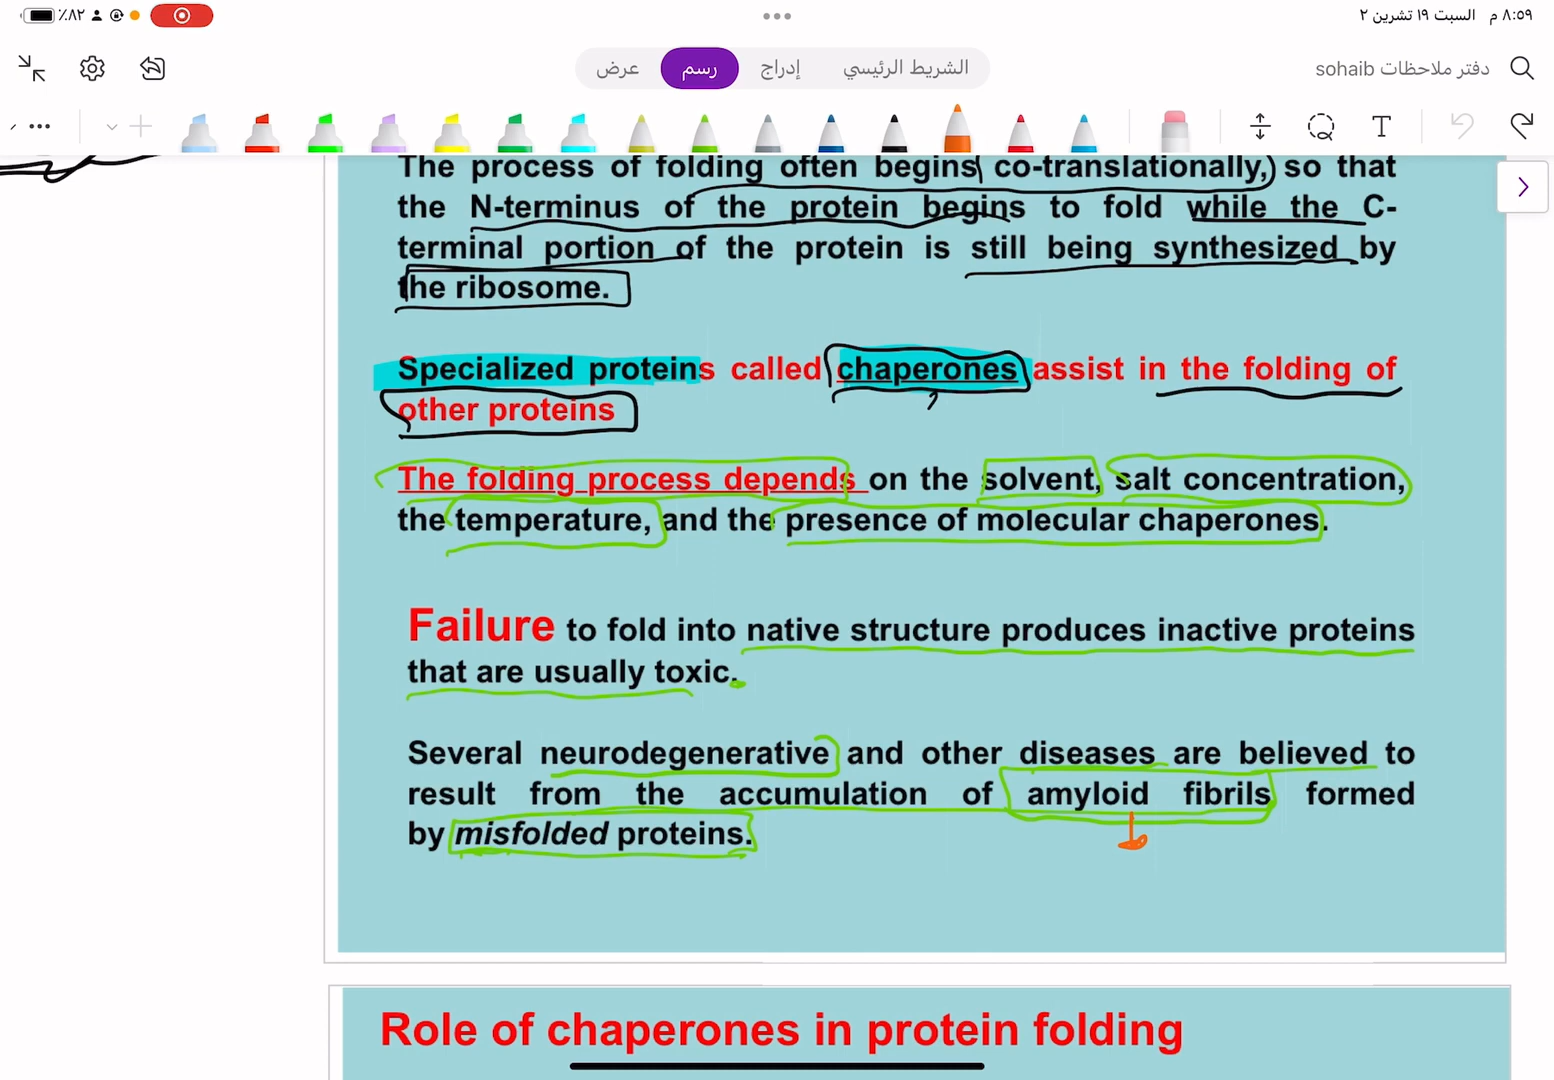 ٪٨٢
٨:٥٩ م السبت ١٩ تشرين ٢
دفتر ملاحظات sohaib
الشريط الرئيسي إدراج رسم عرض
T
The process of folding often begins co-translationally, so that
the N-terminus of the protein begins to fold while the C-
terminal portion of the protein is still being synthesized by
the ribosome.
Specialized proteins called chaperones assist in the folding of
other proteins
The folding process depends on the solvent, salt concentration,
the temperature, and the presence of molecular chaperones.
Failure to fold into native structure produces inactive proteins
that are usually toxic.
Several neurodegenerative and other diseases are believed to
result from the accumulation of amyloid fibrils formed
by misfolded proteins.
Role of chaperones in protein folding